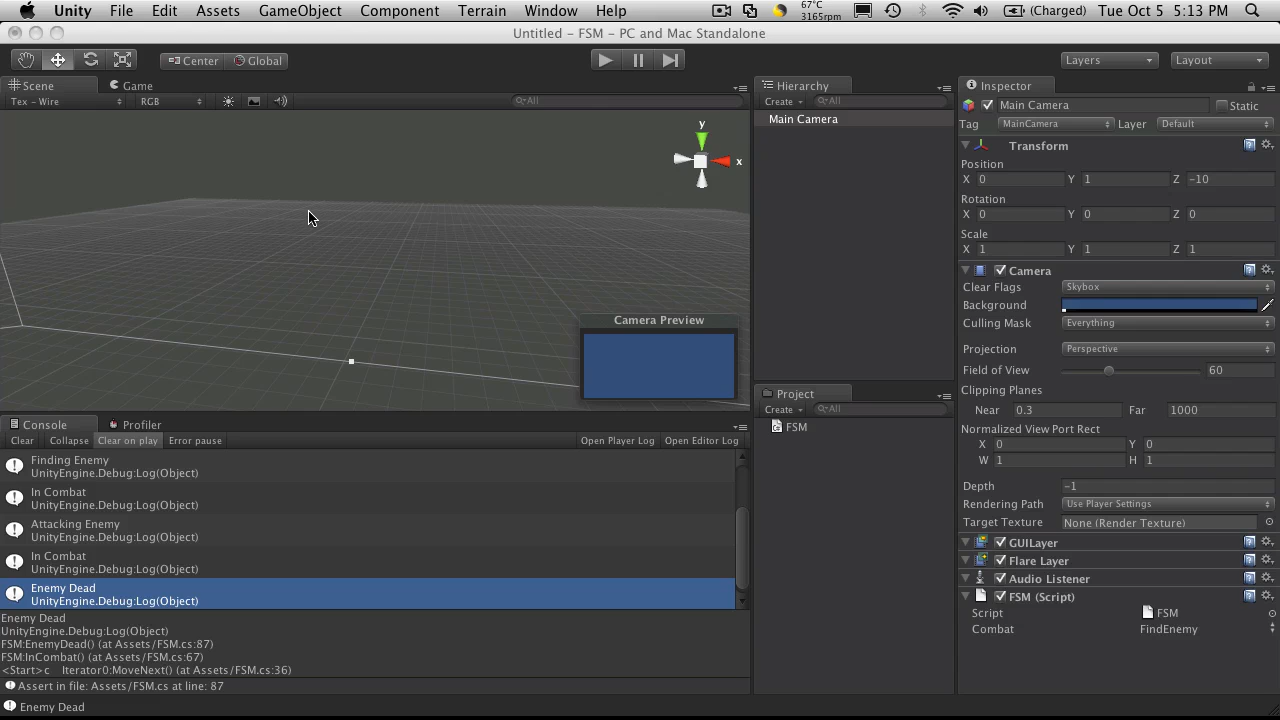 Unity File Edit Assets GameObject Component Terrain Window Help 67°C 3165rpm (Charged) Tue Oct 5 5:13 PM
Untitled - FSM - PC and Mac Standalone
Center Global Layers Layout
Scene Game
Tex - Wire RGB All
y
x
Camera Preview
Console Profiler
Clear Collapse Clear on play Error pause Open Player Log Open Editor Log
Finding Enemy
UnityEngine.Debug:Log(Object)
In Combat
UnityEngine.Debug:Log(Object)
Attacking Enemy
UnityEngine.Debug:Log(Object)
In Combat
UnityEngine.Debug:Log(Object)
Enemy Dead
UnityEngine.Debug:Log(Object)
Enemy Dead
UnityEngine.Debug:Log(Object)
FSM:EnemyDead() (at Assets/FSM.cs:87)
FSM:InCombat() (at Assets/FSM.cs:67)
<Start>c__Iterator0:MoveNext() (at Assets/FSM.cs:36)
Assert in file: Assets/FSM.cs at line: 87
Enemy Dead
Hierarchy
Create All
Main Camera
Project
Create All
FSM
Inspector
Main Camera Static
Tag MainCamera Layer Default
Transform
Position
X 0 Y 1 Z -10
Rotation
X 0 Y 0 Z 0
Scale
X 1 Y 1 Z 1
Camera
Clear Flags Skybox
Background
Culling Mask Everything
Projection Perspective
Field of View 60
Clipping Planes
Near 0.3 Far 1000
Normalized View Port Rect
X 0 Y 0
W 1 H 1
Depth -1
Rendering Path Use Player Settings
Target Texture None (Render Texture)
GUILayer
Flare Layer
Audio Listener
FSM (Script)
Script FSM
Combat FindEnemy